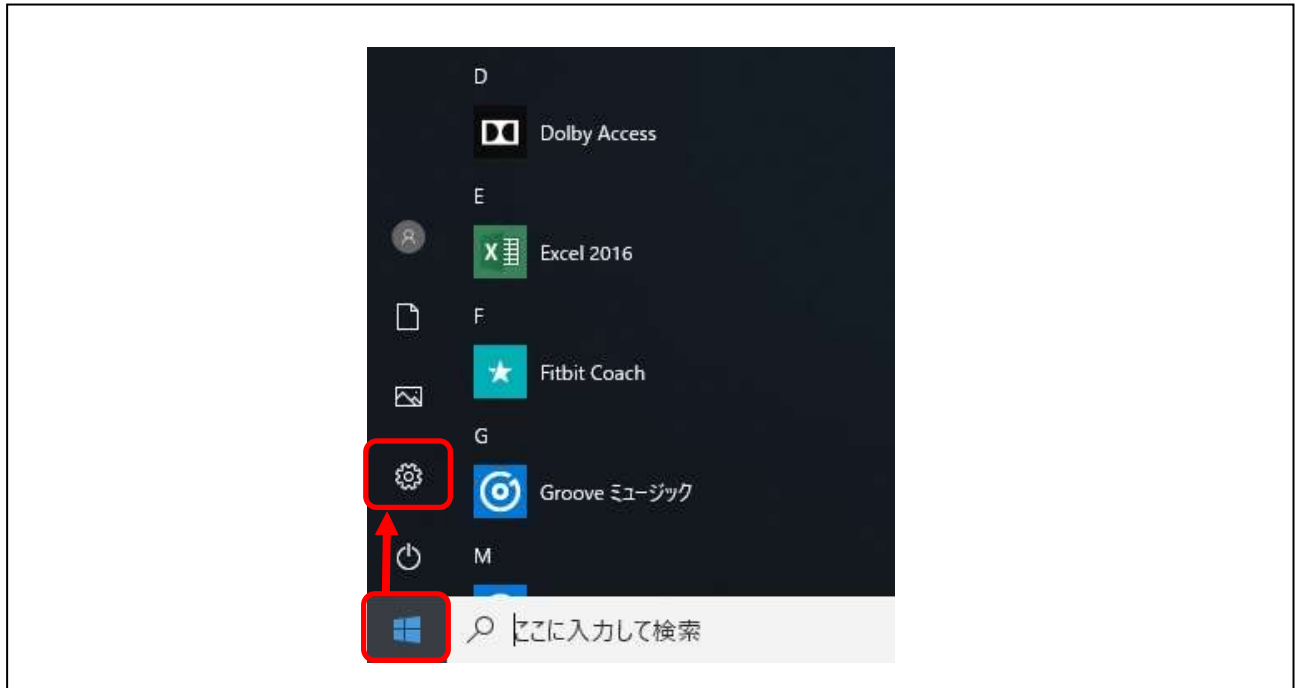 D
Dolby Access
E
Excel 2016
F
Fitbit Coach
G
Groove ミュージック
M
ここに入力して検索